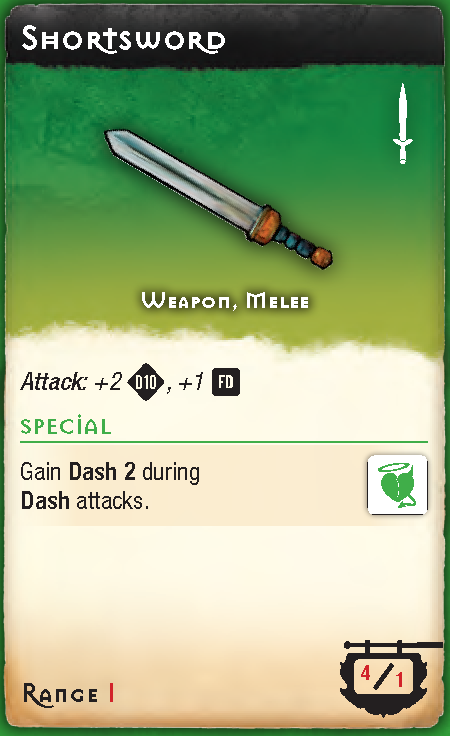 Shortsword
Weapon, Melee
Attack: +2 D10, +1 FD
SPECIAL
Gain Dash 2 during
Dash attacks.
Range 1
4/1